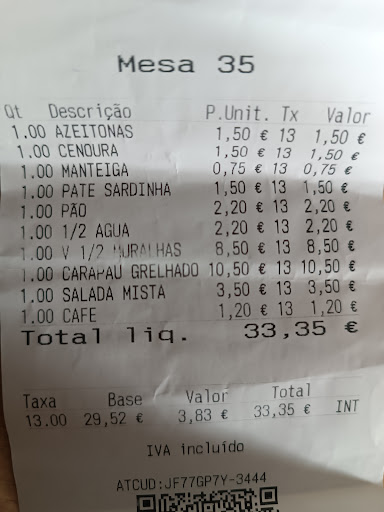 Mesa 35
Qt Descrição P.Unit. Tx Valor
1.00 AZEITONAS 1,50 € 13 1,50 €
1.00 CENOURA 1,50 € 13 1,50 €
1.00 MANTEIGA 0,75 € 13 0,75 €
1.00 PATE SARDINHA 1,50 € 13 1,50 €
1.00 PÃO 2,20 € 13 2,20 €
1.00 1/2 AGUA 2,20 € 13 2,20 €
1.00 V 1/2 MURALHAS 8,50 € 13 8,50 €
1.00 CARAPAU GRELHADO 10,50 € 13 10,50 €
1.00 SALADA MISTA 3,50 € 13 3,50 €
1.00 CAFE 1,20 € 13 1,20 €
Total liq. 33,35 €
Taxa Base Valor Total
13.00 29,52 € 3,83 € 33,35 € INT
IVA incluído
ATCUD:JF77GP7Y-3444